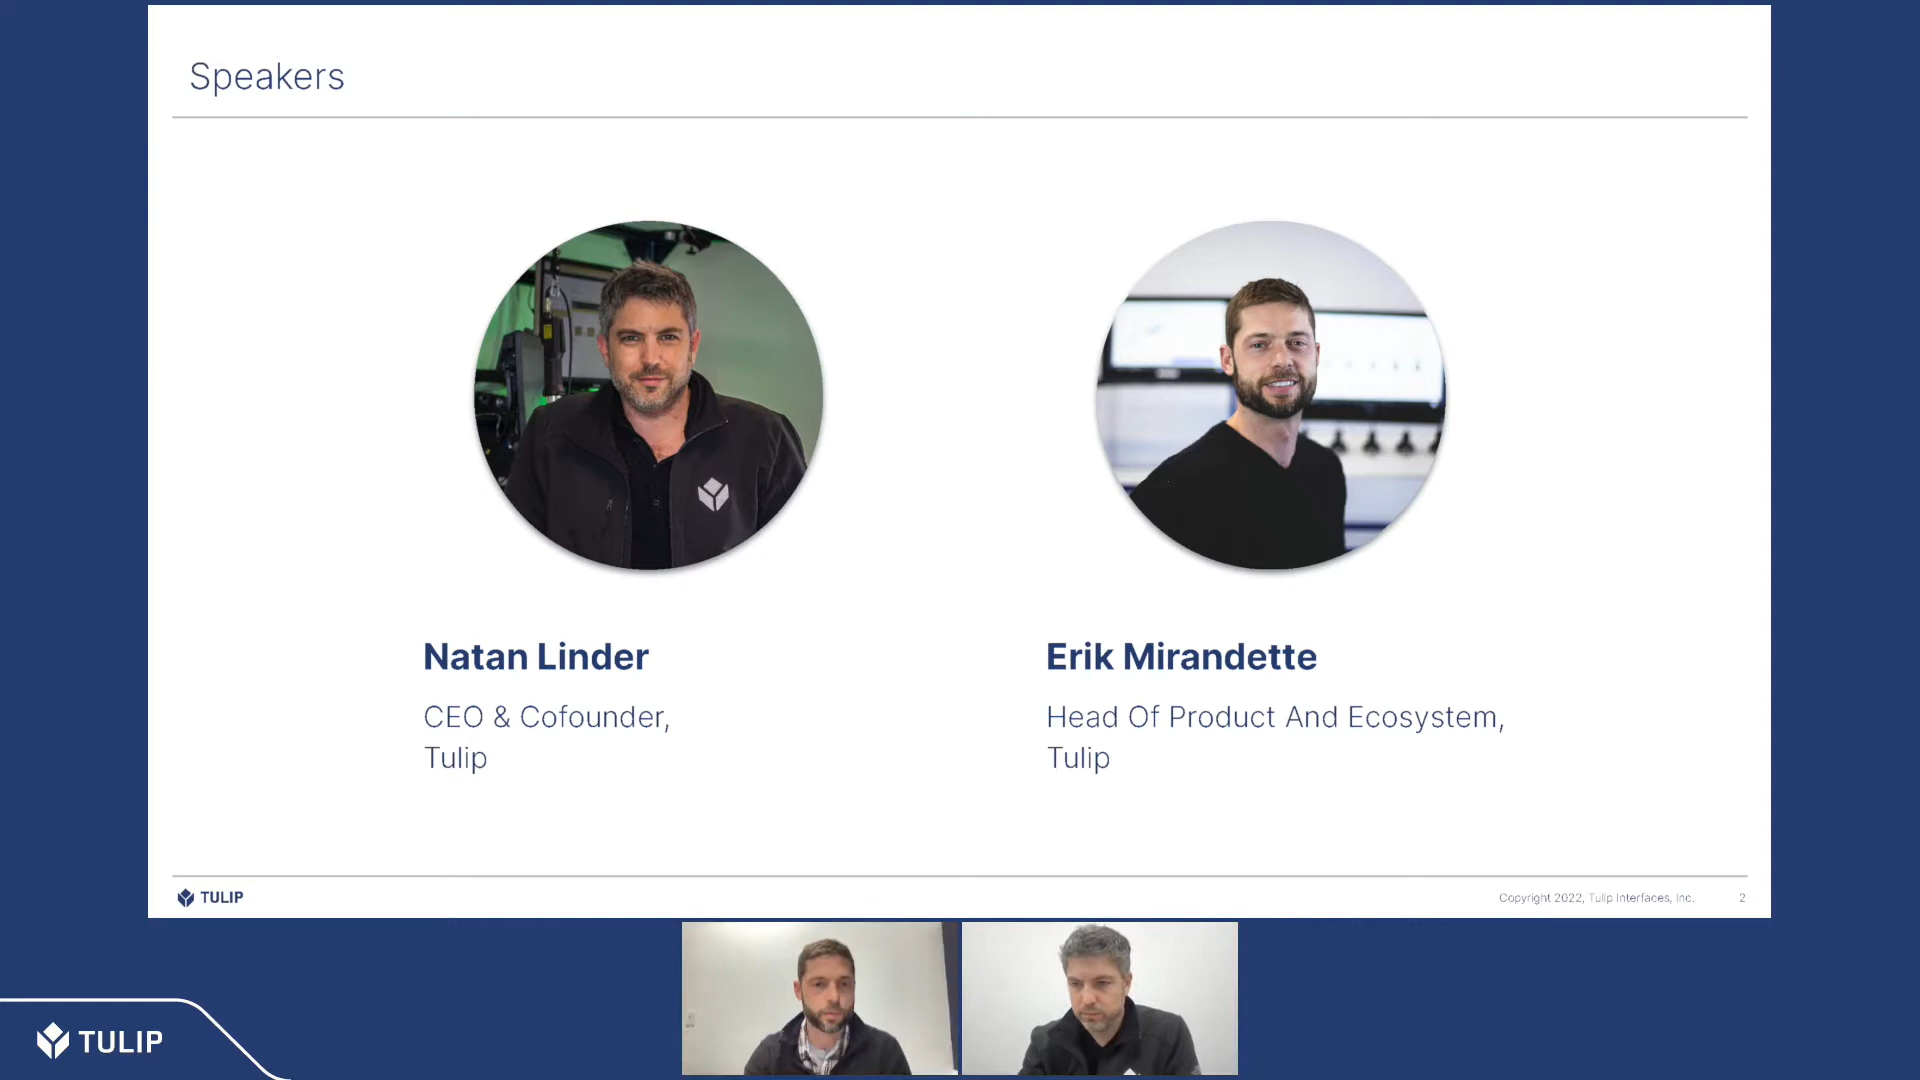 Speakers
Natan Linder
CEO & Cofounder,
Tulip
Erik Mirandette
Head Of Product And Ecosystem,
Tulip
TULIP
Copyright 2022, Tulip Interfaces, Inc.
2
TULIP